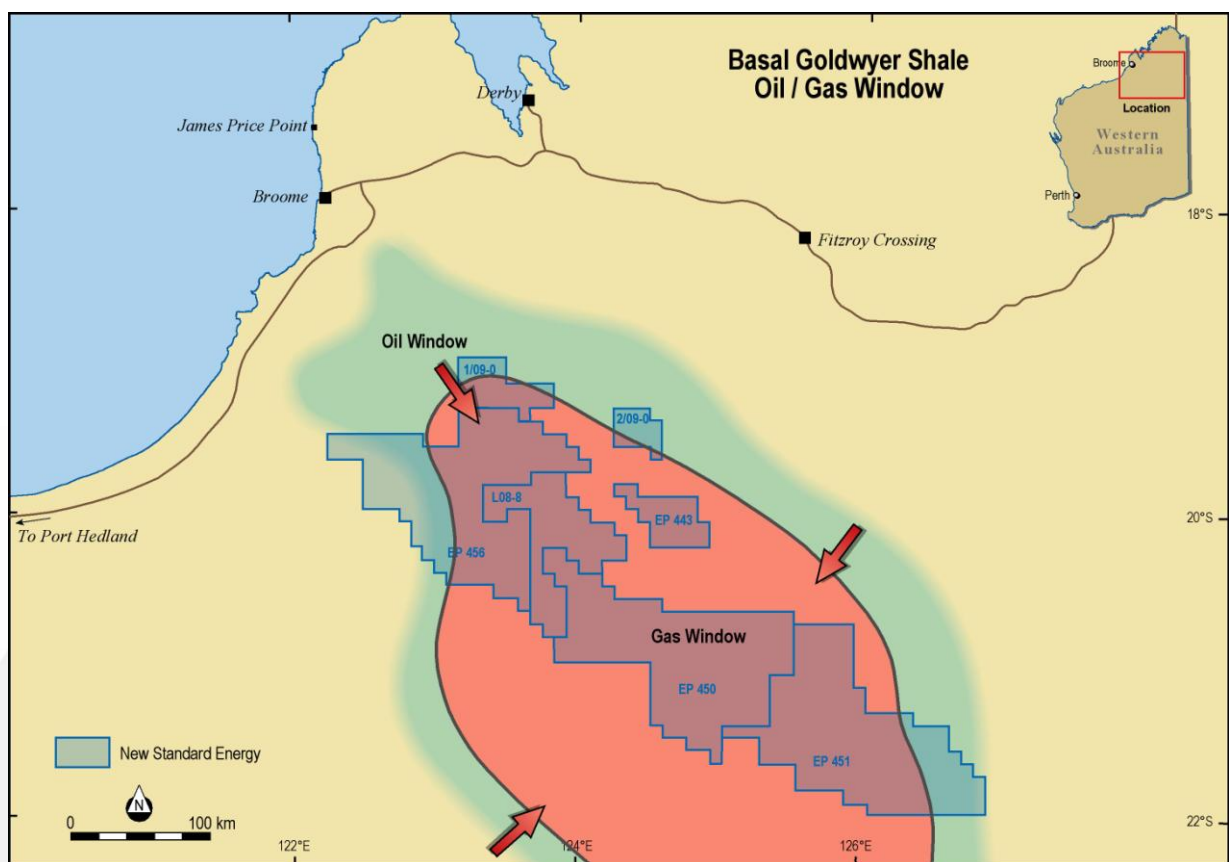 Basal Goldwyer Shale
Oil / Gas Window
Broome
Location
Western
Australia
Perth
Derby
James Price Point
Broome
Fitzroy Crossing
18°S
Oil Window
1/09-0
2/09-0
L08-8
EP 443
To Port Hedland
20°S
EP 456
Gas Window
EP 450
New Standard Energy
EP 451
N
0 100 km
22°S
122°E
124°E
126°E